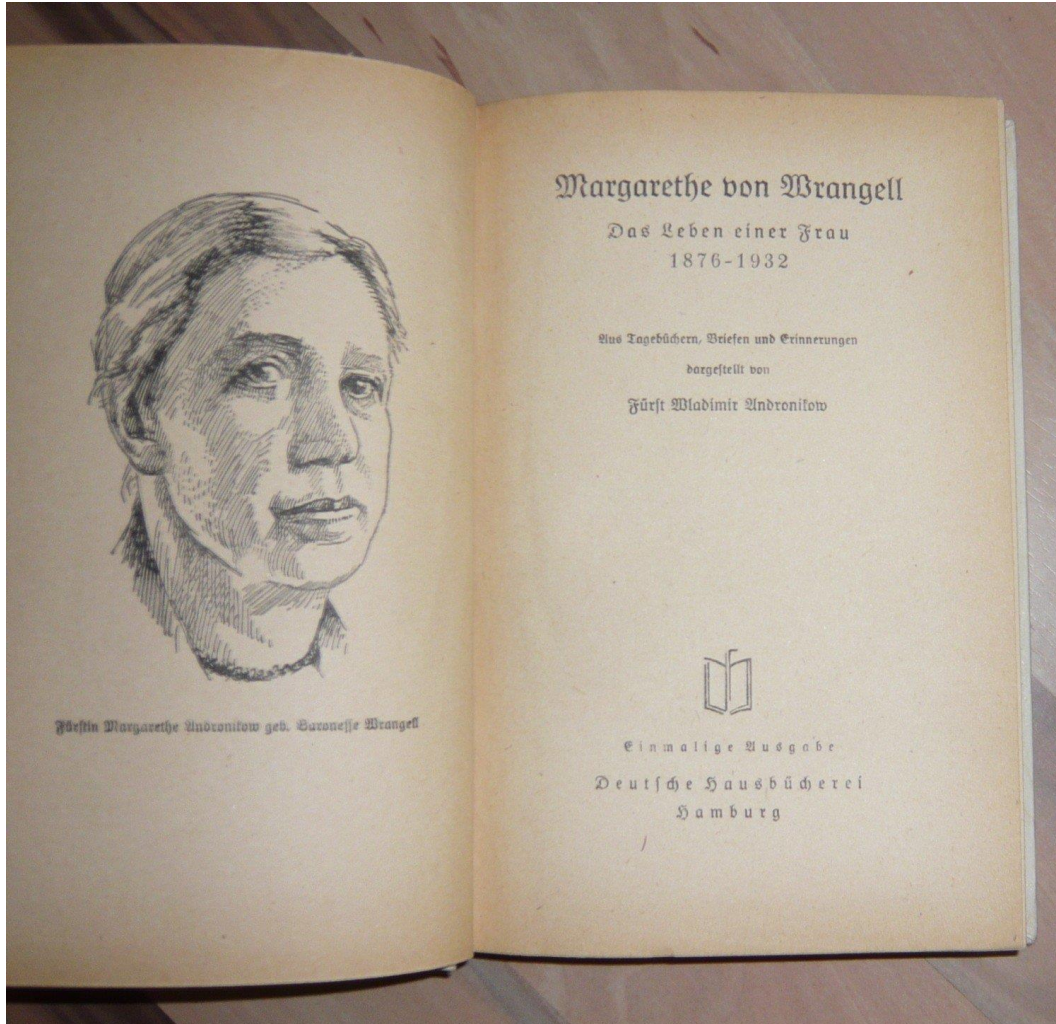 Fürstin Margarethe Andronikow geb. Baronesse Wrangell
Margarethe von Wrangell
Das Leben einer Frau
1876-1932
Aus Tagebüchern, Briefen und Erinnerungen
dargestellt von
Fürst Wladimir Andronikow
Einmalige Ausgabe
Deutsche Hausbücherei
Hamburg